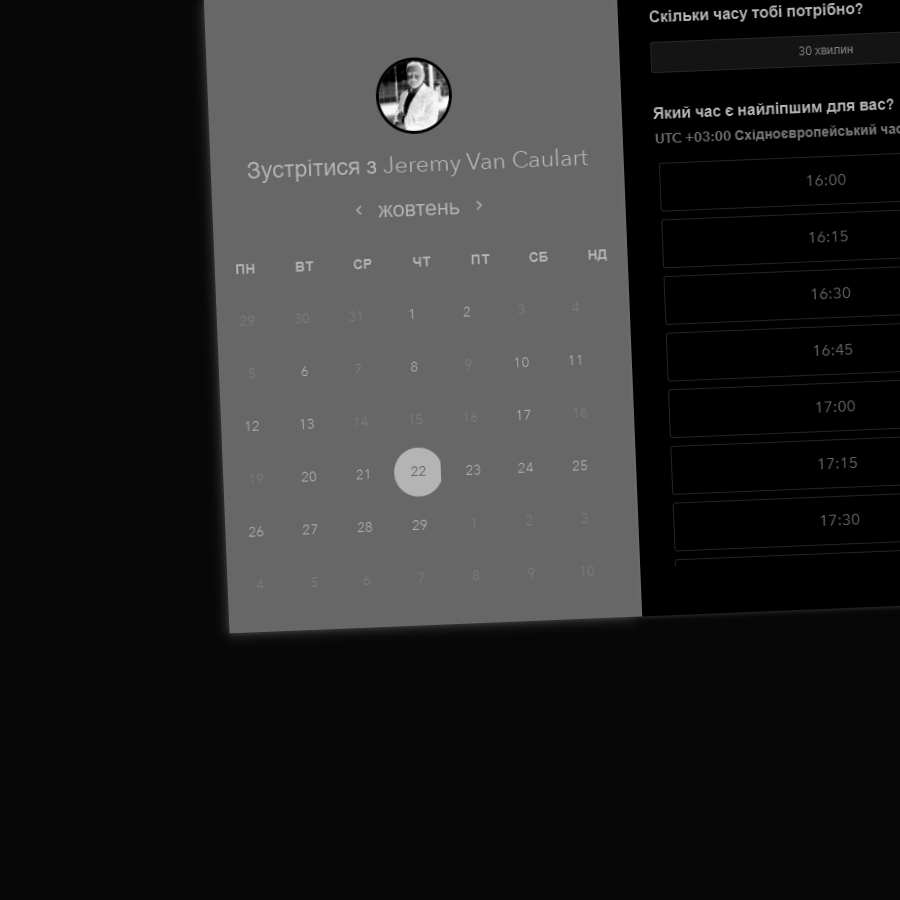 Зустрітися з Jeremy Van Caulart
жовтень
ПН ВТ СР ЧТ ПТ СБ НД
29 30 31 1 2 3 4
5 6 7 8 9 10 11
12 13 14 15 16 17 18
19 20 21 22 23 24 25
26 27 28 29 1 2 3
4 5 6 7 8 9 10
Скільки часу тобі потрібно?
30 хвилин
Який час є найліпшим для вас?
UTC +03:00 Східноєвропейський
16:00
16:15
16:30
16:45
17:00
17:15
17:30